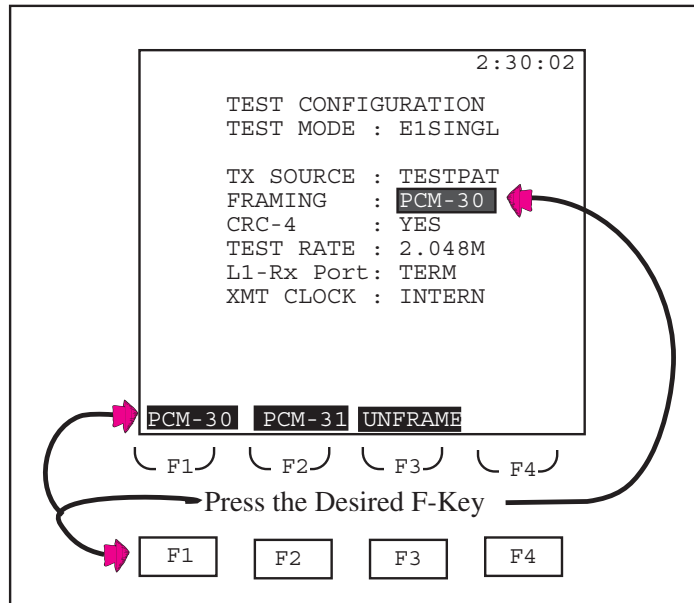 2:30:02
TEST CONFIGURATION
TEST MODE : E1SINGL
TX SOURCE : TESTPAT
FRAMING : PCM-30
CRC-4 : YES
TEST RATE : 2.048M
L1-Rx Port: TERM
XMT CLOCK : INTERN
PCM-30 PCM-31 UNFRAME
F1 F2 F3 F4
Press the Desired F-Key
F1 F2 F3 F4